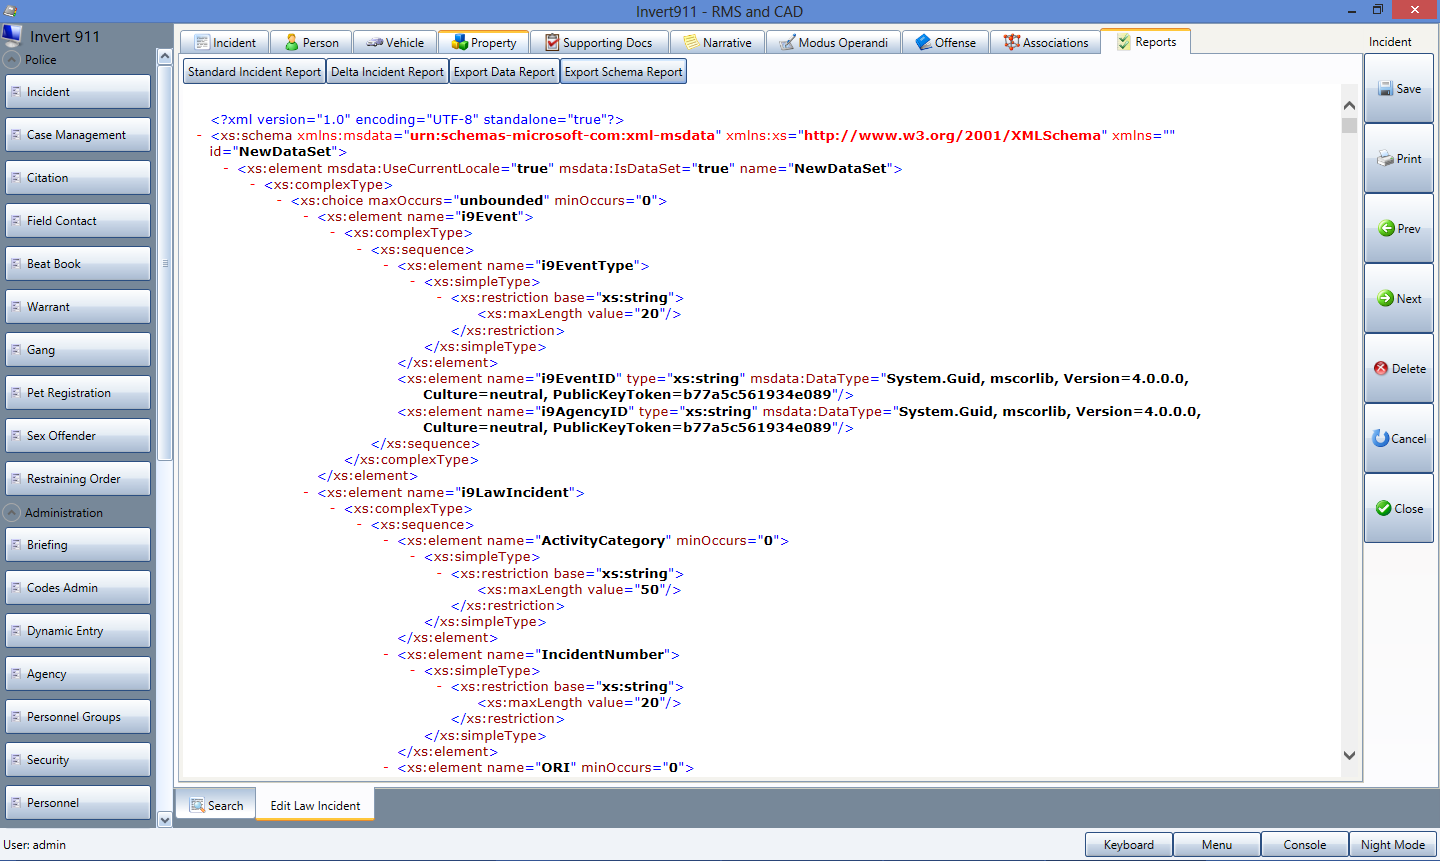 Invert911 - RMS and CAD
Invert 911
Police
Incident
Case Management
Citation
Field Contact
Beat Book
Warrant
Gang
Pet Registration
Sex Offender
Restraining Order
Administration
Briefing
Codes Admin
Dynamic Entry
Agency
Personnel Groups
Security
Personnel
Incident Person Vehicle Property Supporting Docs Narrative Modus Operandi Offense Associations Reports
Standard Incident Report Delta Incident Report Export Data Report Export Schema Report
<?xml version="1.0" encoding="UTF-8" standalone="true"?>
- <xs:schema xmlns:msdata="urn:schemas-microsoft-com:xml-msdata" xmlns:xs="http://www.w3.org/2001/XMLSchema" xmlns=""
id="NewDataSet">
- <xs:element msdata:UseCurrentLocale="true" msdata:IsDataSet="true" name="NewDataSet">
- <xs:complexType>
- <xs:choice maxOccurs="unbounded" minOccurs="0">
- <xs:element name="i9Event">
- <xs:complexType>
- <xs:sequence>
- <xs:element name="i9EventType">
- <xs:simpleType>
- <xs:restriction base="xs:string">
<xs:maxLength value="20"/>
</xs:restriction>
</xs:simpleType>
</xs:element>
<xs:element name="i9EventID" type="xs:string" msdata:DataType="System.Guid, mscorlib, Version=4.0.0.0,
Culture=neutral, PublicKeyToken=b77a5c561934e089"/>
<xs:element name="i9AgencyID" type="xs:string" msdata:DataType="System.Guid, mscorlib, Version=4.0.0.0,
Culture=neutral, PublicKeyToken=b77a5c561934e089"/>
</xs:sequence>
</xs:complexType>
</xs:element>
- <xs:element name="i9LawIncident">
- <xs:complexType>
- <xs:sequence>
- <xs:element name="ActivityCategory" minOccurs="0">
- <xs:simpleType>
- <xs:restriction base="xs:string">
<xs:maxLength value="50"/>
</xs:restriction>
</xs:simpleType>
</xs:element>
- <xs:element name="IncidentNumber">
- <xs:simpleType>
- <xs:restriction base="xs:string">
<xs:maxLength value="20"/>
</xs:restriction>
</xs:simpleType>
</xs:element>
- <xs:element name="ORI" minOccurs="0">
Incident
Save
Print
Prev
Next
Delete
Cancel
Close
Search Edit Law Incident
User: admin
Keyboard Menu Console Night Mode